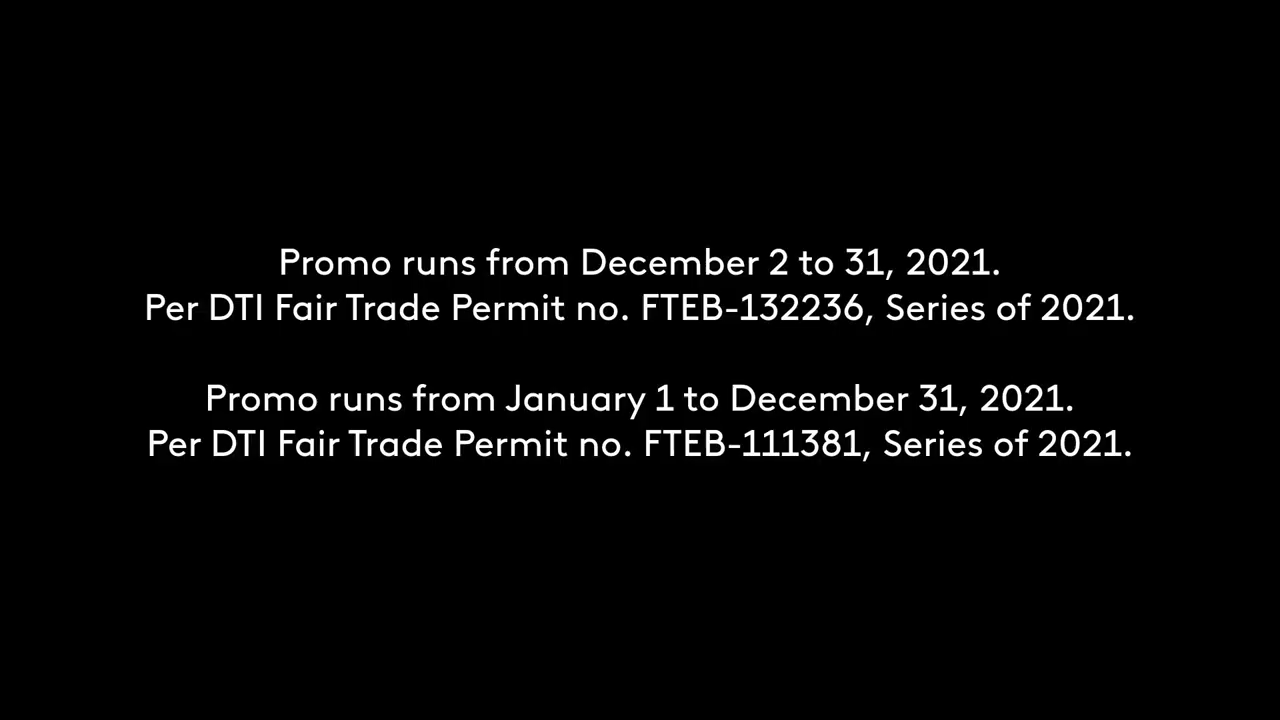 Promo runs from December 2 to 31, 2021.
Per DTI Fair Trade Permit no. FTEB-132236, Series of 2021.
Promo runs from January 1 to December 31, 2021.
Per DTI Fair Trade Permit no. FTEB-111381, Series of 2021.